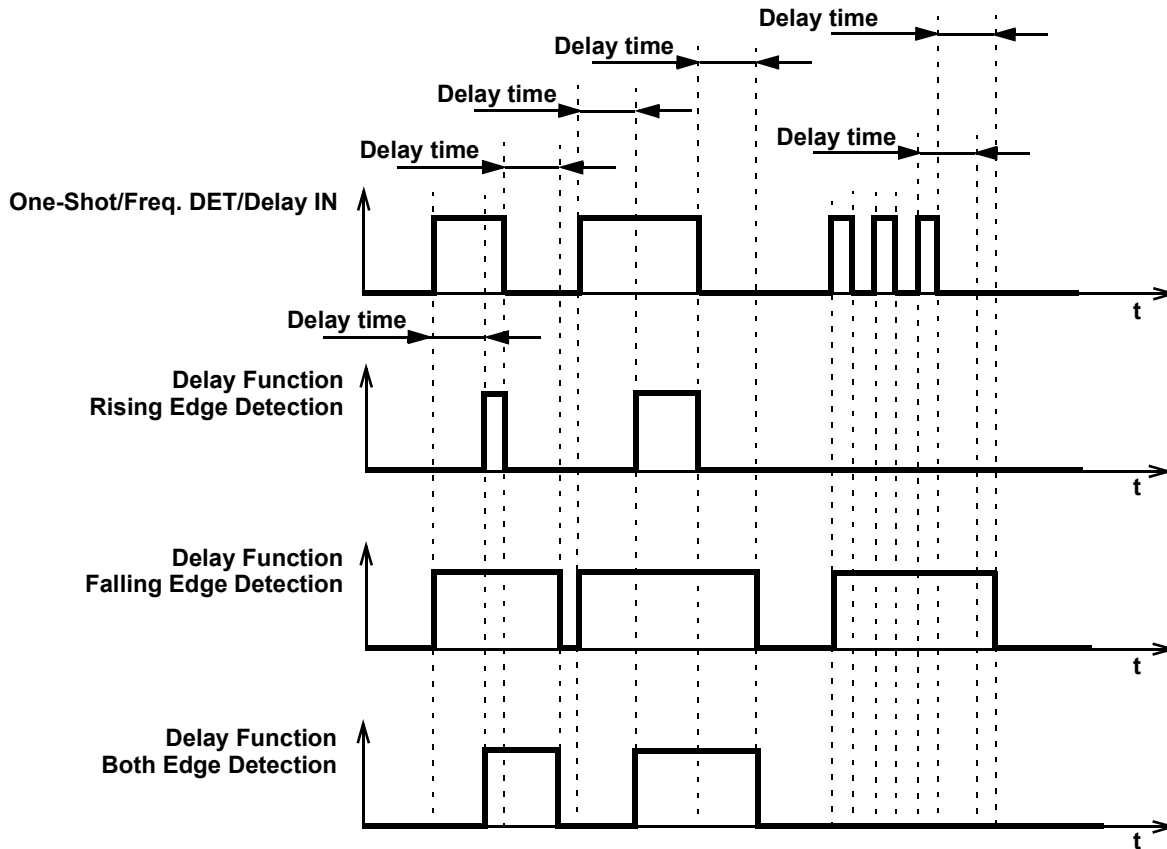 Delay time
Delay time
Delay time
Delay time
Delay time
One-Shot/Freq. DET/Delay IN
t
Delay time
Delay Function
Rising Edge Detection
t
Delay Function
Falling Edge Detection
t
Delay Function
Both Edge Detection
t